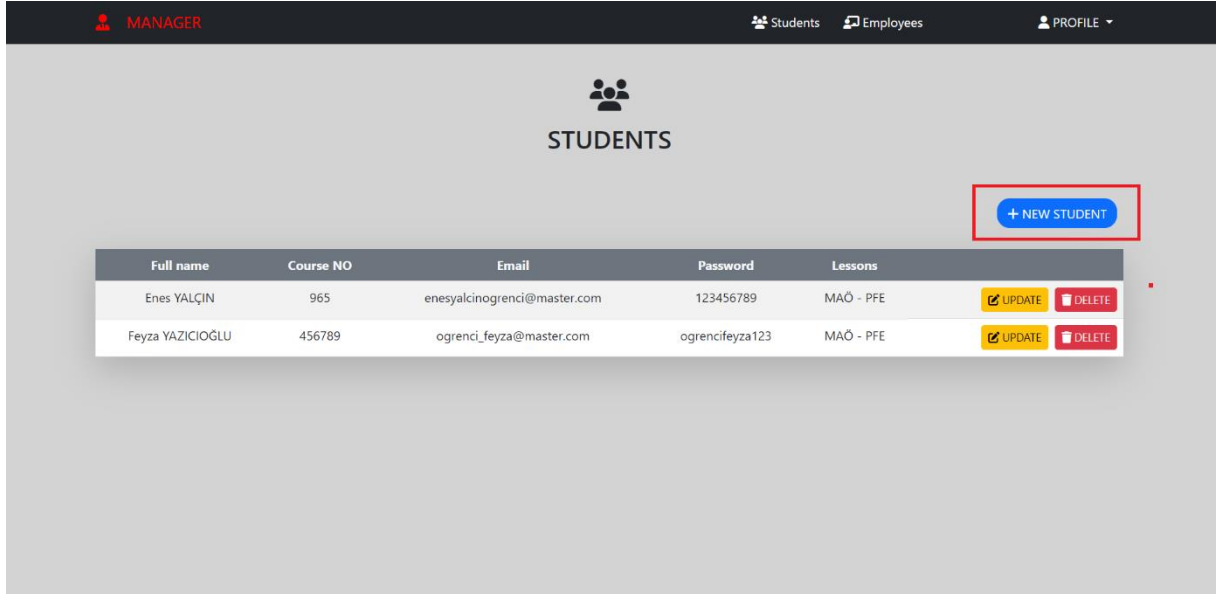 MANAGER Students Employees PROFILE
STUDENTS
+ NEW STUDENT
Full name Course NO Email Password Lessons
Enes YALÇIN 965 enesyalcinogrenci@master.com 123456789 MAÖ - PFE UPDATE DELETE
Feyza YAZICIOĞLU 456789 ogrenci_feyza@master.com ogrencifeyza123 MAÖ - PFE UPDATE DELETE